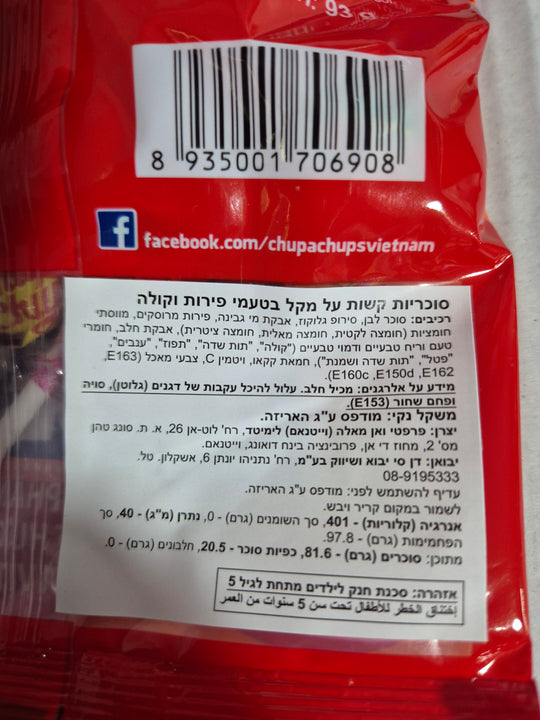 93 g
8 935001 706908
facebook.com/chupachupsvietnam
סוכריות קשות על מקל בטעמי פירות וקולה
רכיבים: סוכר לבן, סירופ גלוקוז, אבקת מי גבינה, פירות מרוסקים, מווסתי
חומציות (חומצה לקטית, חומצה מאלית, חומצה ציטרית), אבקת חלב, חומרי
טעם וריח טבעיים ודמוי טבעיים ("קולה", "תות שדה", "תפוז", "ענבים",
"פטל", "תות שדה ושמנת"), חמאת קקאו, ויטמין C, צבעי מאכל (E163,
E160c ,E150d ,E162).
מידע על אלרגנים: מכיל חלב. עלול להיכל עקבות של דגנים (גלוטן), סויה
ופחם שחור (E153).
משקל נקי: מודפס ע"ג האריזה.
יצרן: פרפטי ואן מאלה (וייטנאם) לימיטד, רח' לוט-אן 26, א. ת. סונג טהן
מס' 2, מחוז די אן, פרובינציה בינח דואונג, וייטנאם.
יבואן: דן סי יבוא ושיווק בע"מ, רח' נתניהו יונתן 6, אשקלון. טל.
08-9195333
עדיף להשתמש לפני: מודפס ע"ג האריזה.
לשמור במקום קריר ויבש.
אנרגיה (קלוריות) - 401, סך השומנים (גרם) - 0, נתרן (מ"ג) - 40, סך
הפחמימות (גרם) - 97.8.
מתוכן: סוכרים (גרם) - 81.6, כפיות סוכר - 20.5, חלבונים (גרם) - 0.
אזהרה: סכנת חנק לילדים מתחת לגיל 5
إختناق الخطر للأطفال تحت سن 5 سنوات من العمر